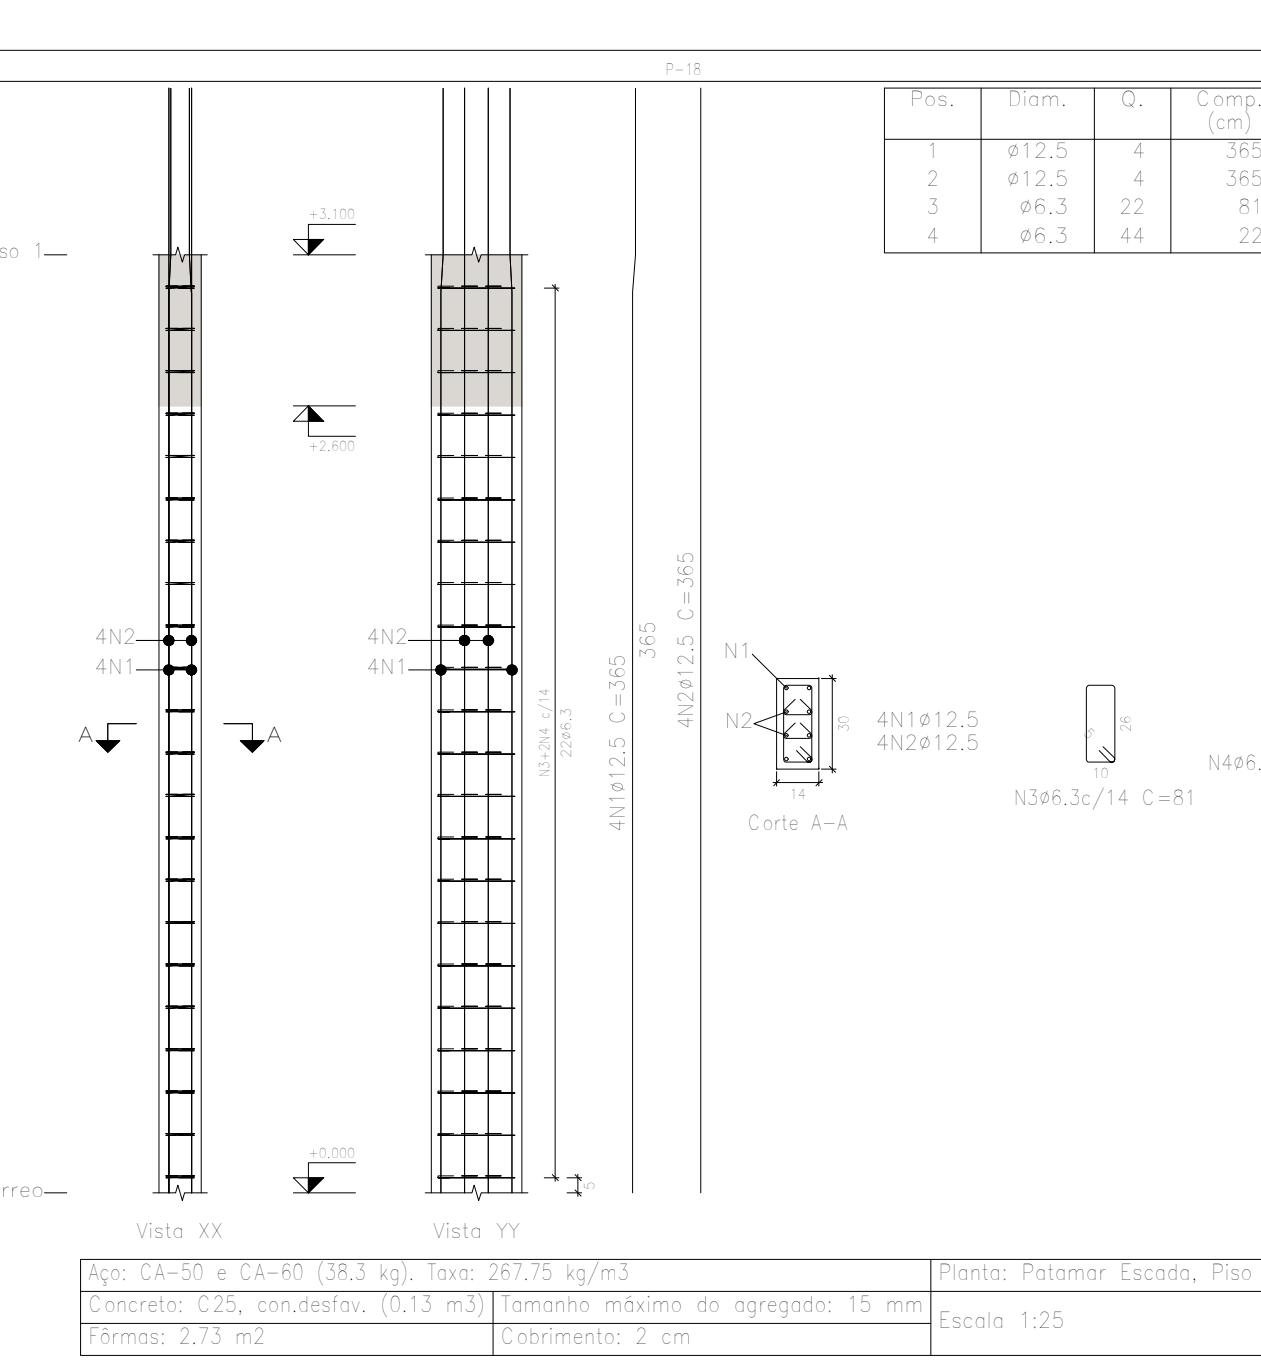 P-18
Pos. Diam. Q. Comp. (cm)
1 ø12.5 4 365
2 ø12.5 4 365
3 ø6.3 22 81
4 ø6.3 44 22
+3.100
so 1
+2.600
4N2
4N1
4N2
4N1
A
A
N3+2N4 c/14
22ø6.3
4N1ø12.5 C=365
365
4N2ø12.5 C=365
N1
N2
30
14
Corte A-A
4N1ø12.5
4N2ø12.5
26
10
N3ø6.3c/14 C=81
N4ø6.
+0.000
rreo
5
Vista XX
Vista YY
Aço: CA-50 e CA-60 (38.3 kg). Taxa: 267.75 kg/m3
Concreto: C25, con.desfav. (0.13 m3)
Tamanho máximo do agregado: 15 mm
Fôrmas: 2.73 m2
Cobrimento: 2 cm
Planta: Patamar Escada, Piso
Escala 1:25